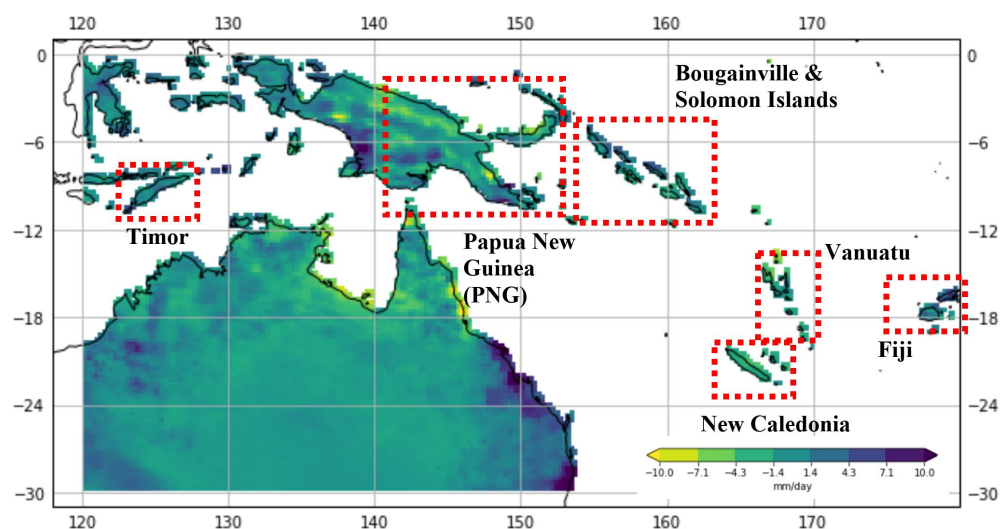 120 130 140 150 160 170
0 0
Bougainville &
Solomon Islands
−6 −6
Timor
−12 −12
Papua New
Guinea
(PNG)
Vanuatu
−18 −18
Fiji
−24 −24
New Caledonia
−10.0 −7.1 −4.3 −1.4 1.4 4.3 7.1 10.0
mm/day
−30 −30
120 130 140 150 160 170